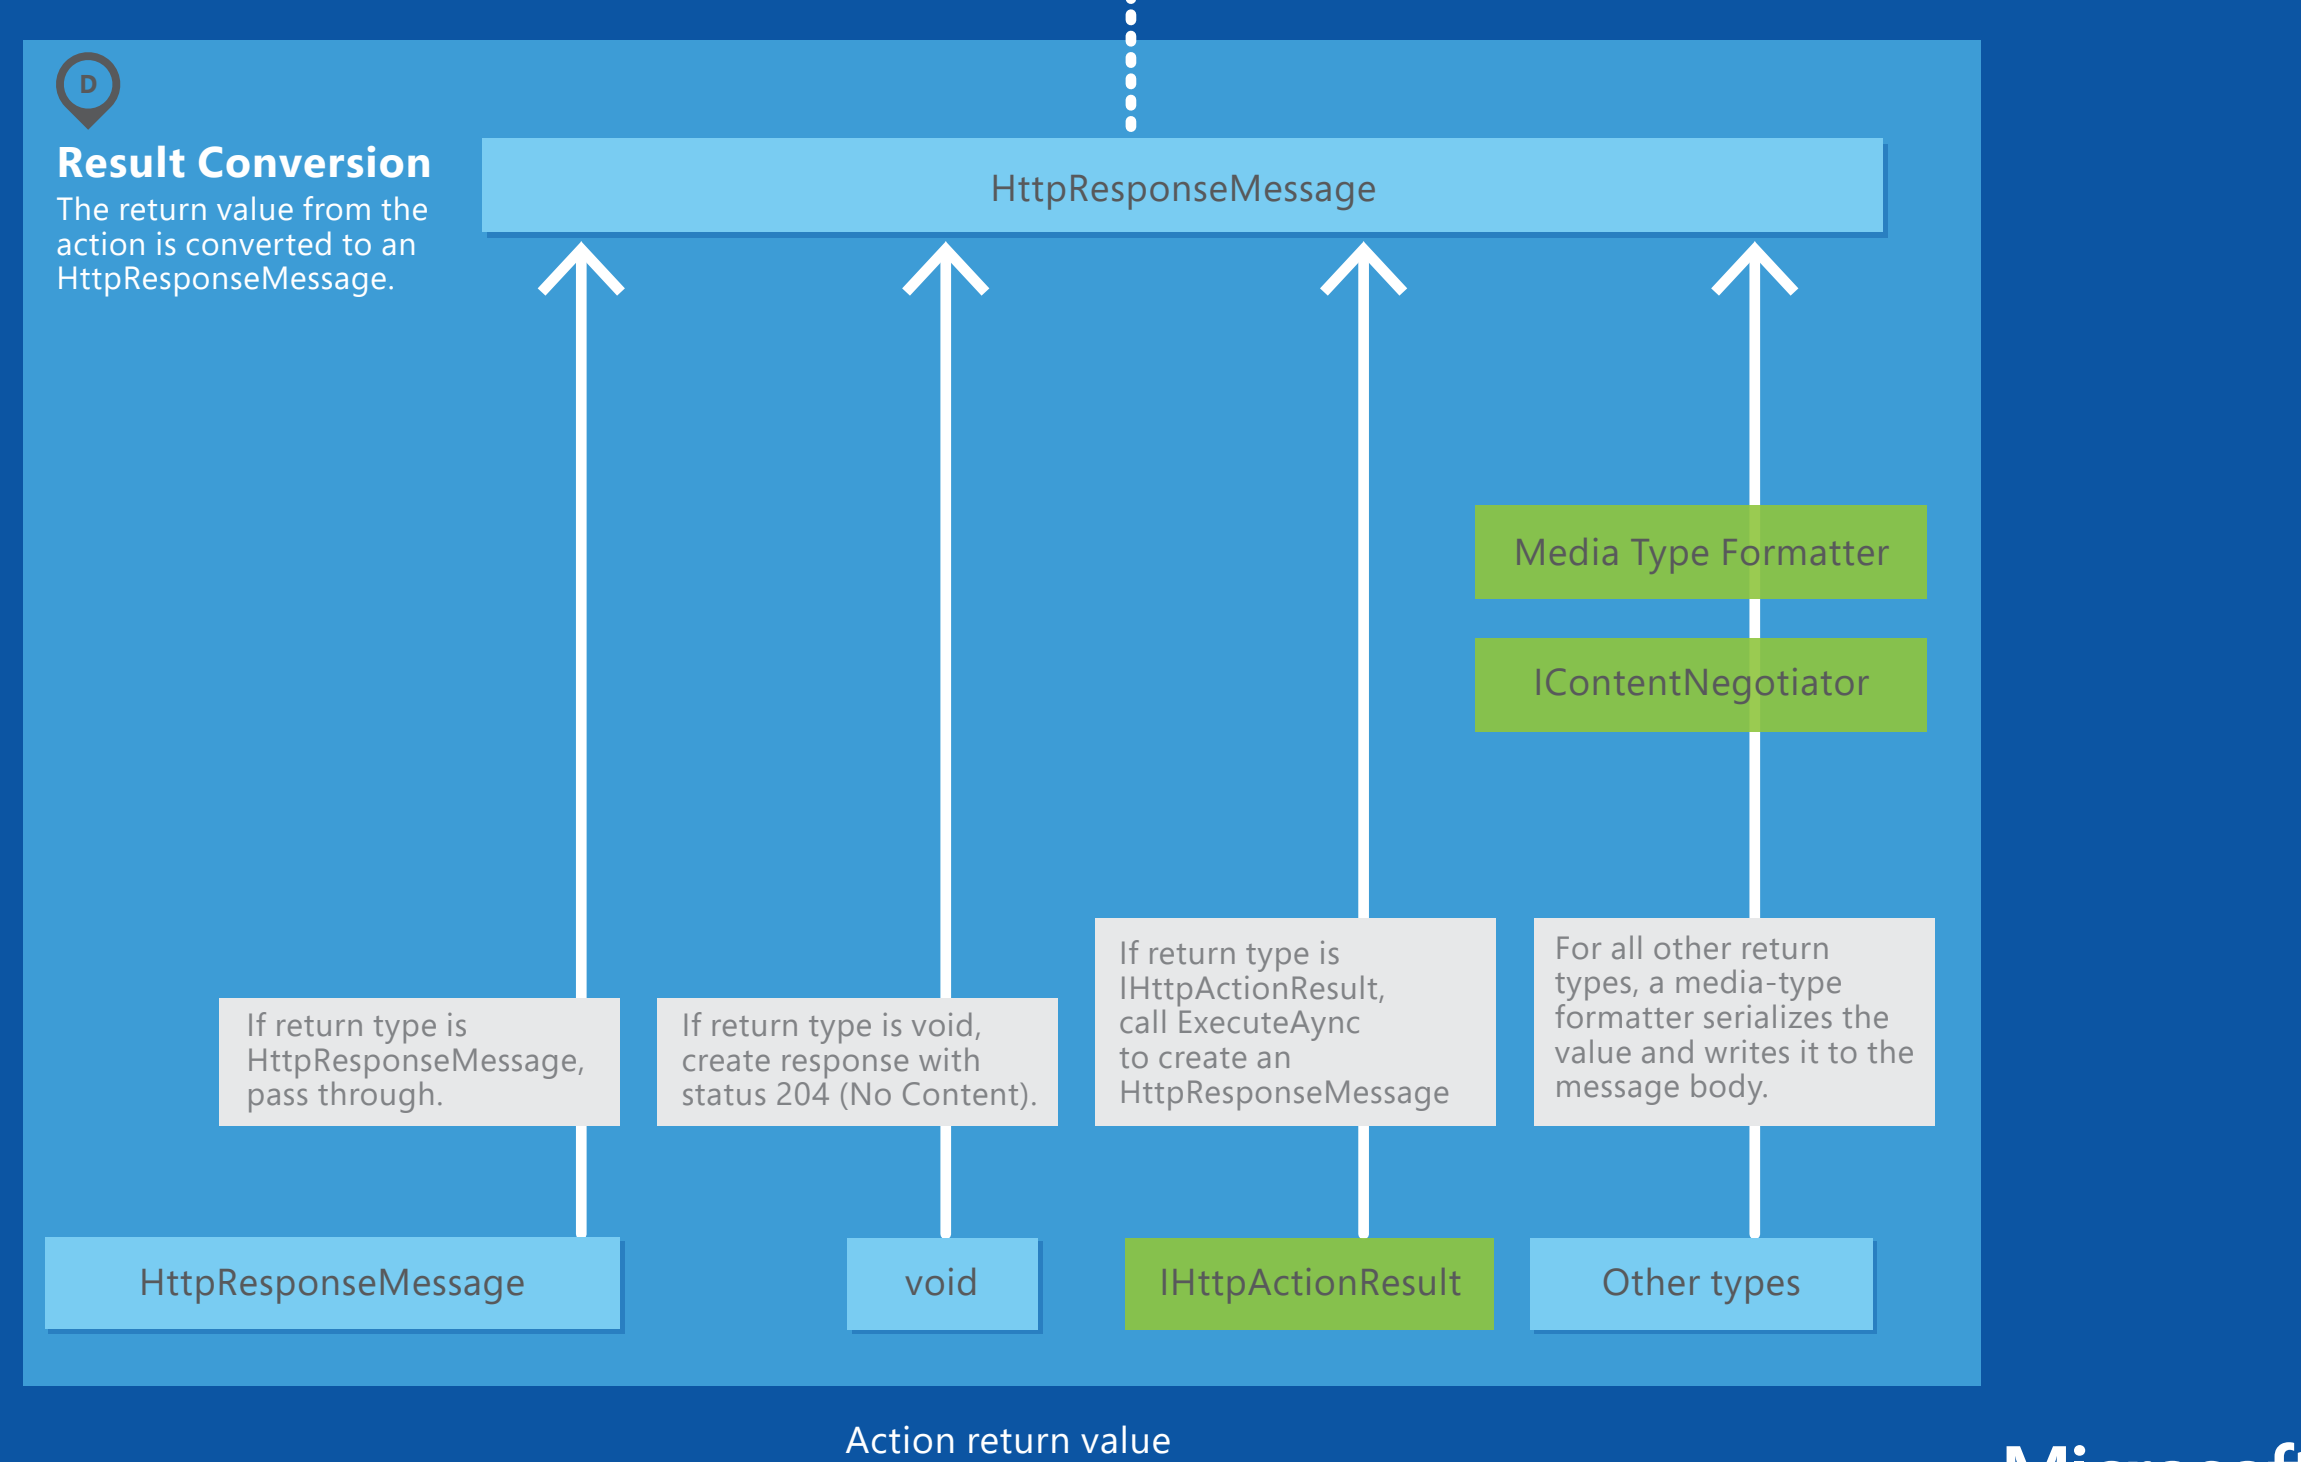 D
Result Conversion
The return value from the
action is converted to an
HttpResponseMessage.
HttpResponseMessage
Media Type Formatter
IContentNegotiator
If return type is
HttpResponseMessage,
pass through.
If return type is void,
create response with
status 204 (No Content).
If return type is
IHttpActionResult,
call ExecuteAync
to create an
HttpResponseMessage
For all other return
types, a media-type
formatter serializes the
value and writes it to the
message body.
HttpResponseMessage
void
IHttpActionResult
Other types
Action return value
Microsoft